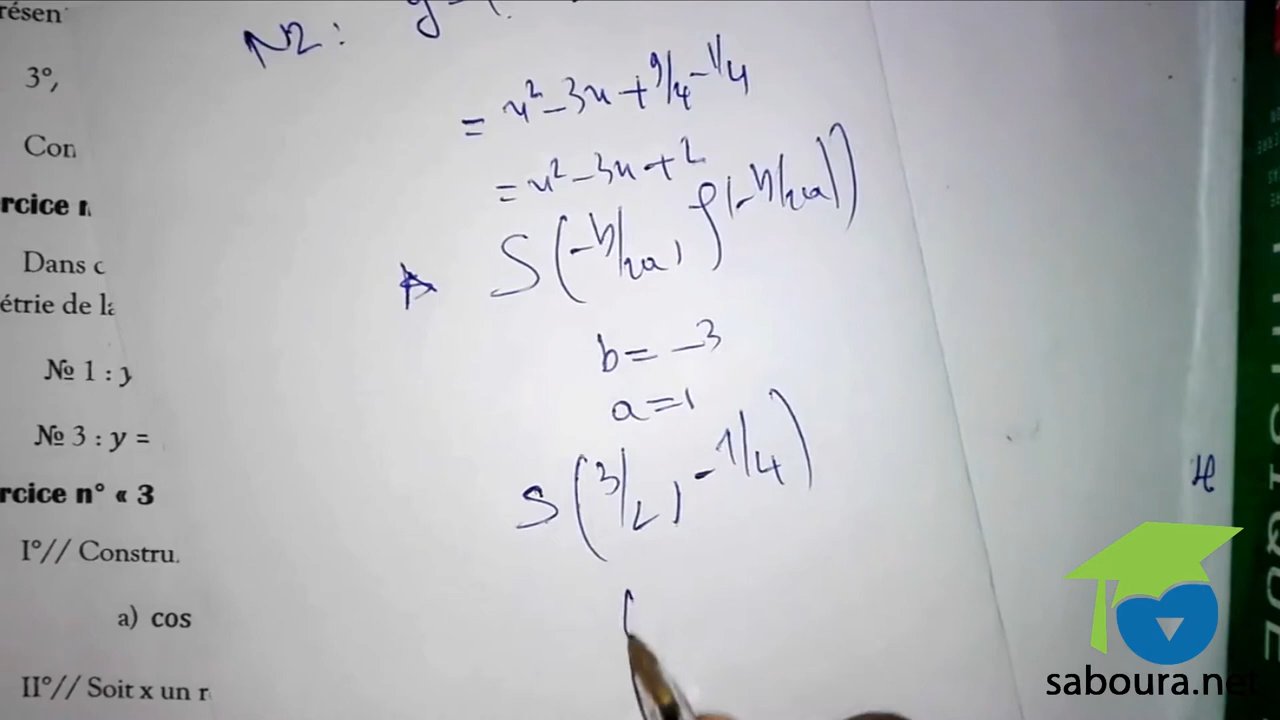 résen
3°,
Con
rcice n
Dans c
étrie de la
№ 1 : y
№ 3 : y =
rcice n° « 3
I°// Constru
a) cos
II°// Soit x un r
N2 :
= x² - 3x + 9/4 - 1/4
= x² - 3x + 2
S(-b/2a, f(-b/2a))
b = -3
a = 1
S(3/2, -1/4)
saboura.net